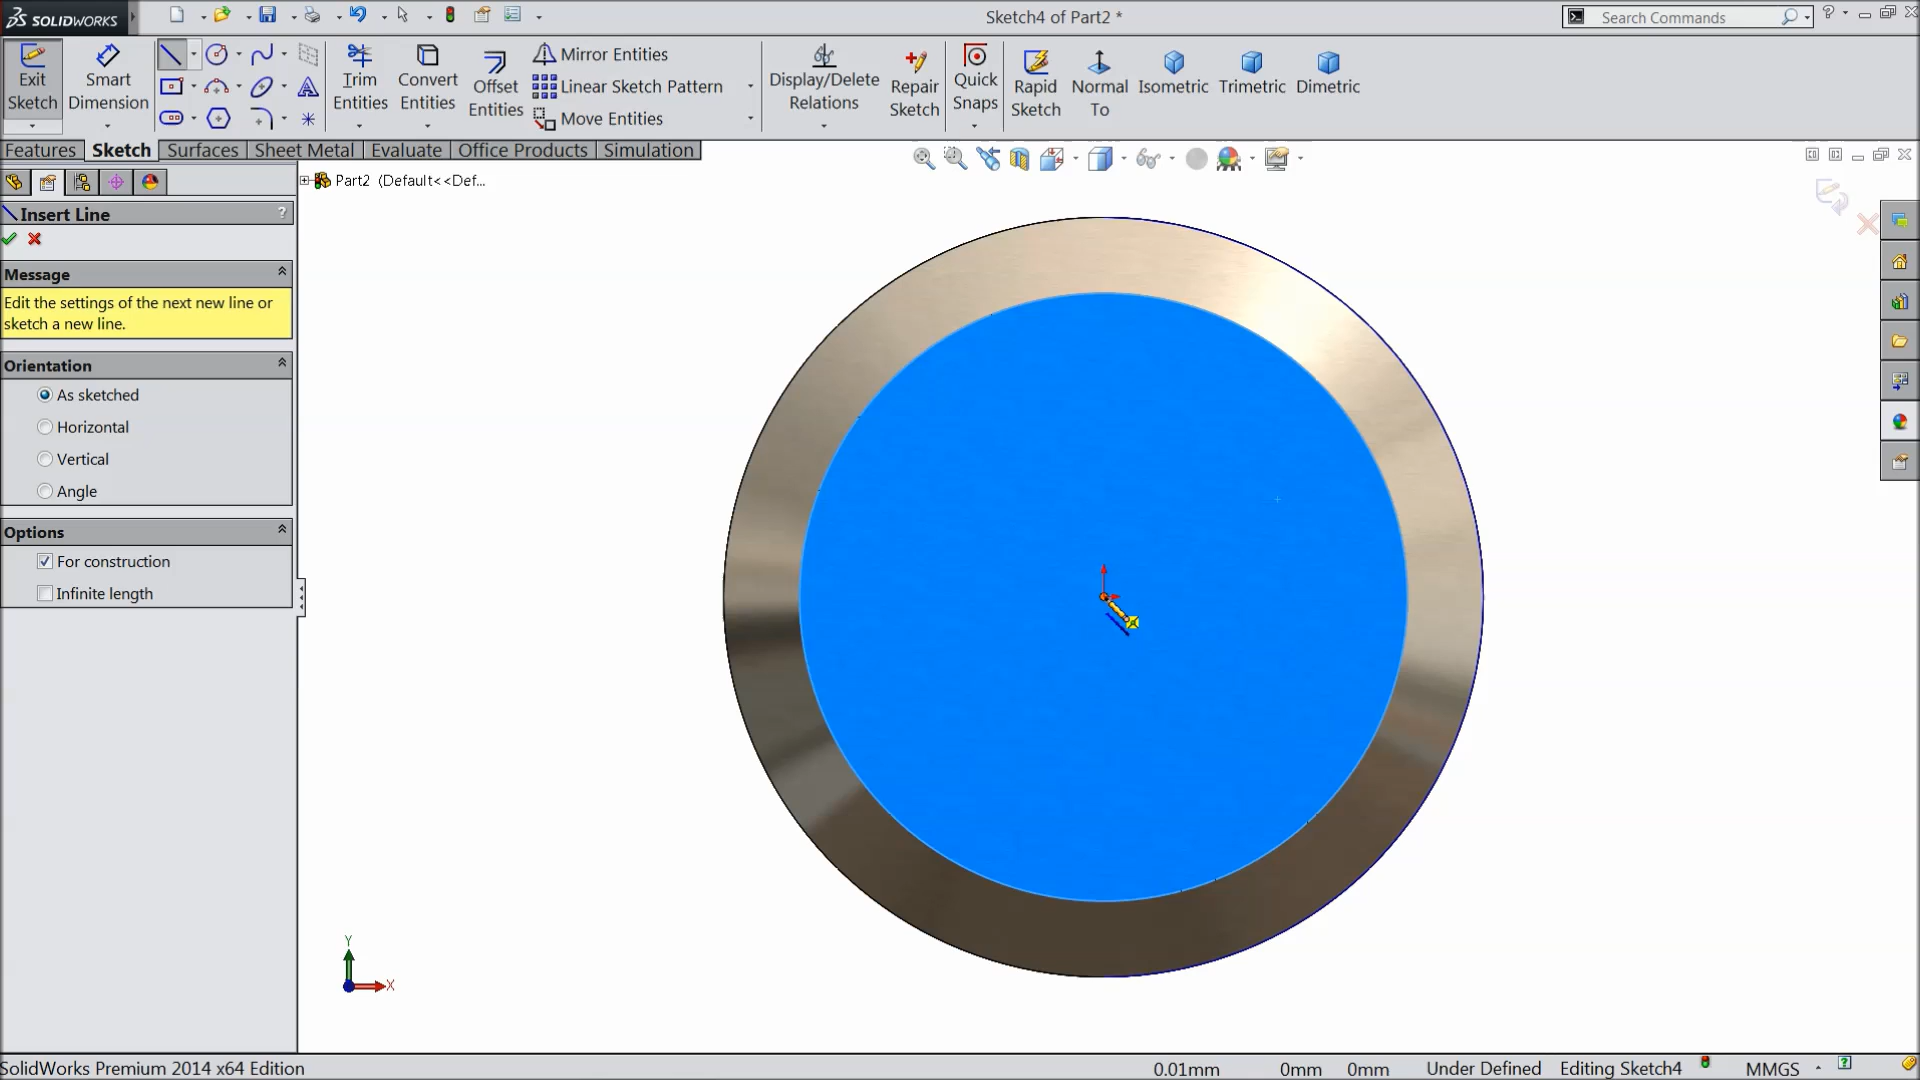 SOLIDWORKS
Sketch4 of Part2 *
Search Commands
Exit Sketch
Smart Dimension
Trim Entities
Convert Entities
Offset Entities
Mirror Entities
Linear Sketch Pattern
Move Entities
Display/Delete Relations
Repair Sketch
Quick Snaps
Rapid Sketch
Normal To
Isometric
Trimetric
Dimetric
Features Sketch Surfaces Sheet Metal Evaluate Office Products Simulation
Part2 (Default<<Def...
Insert Line ?
Message
Edit the settings of the next new line or
sketch a new line.
Orientation
As sketched
Horizontal
Vertical
Angle
Options
For construction
Infinite length
Y
X
SolidWorks Premium 2014 x64 Edition
0.01mm 0mm 0mm Under Defined Editing Sketch4 MMGS